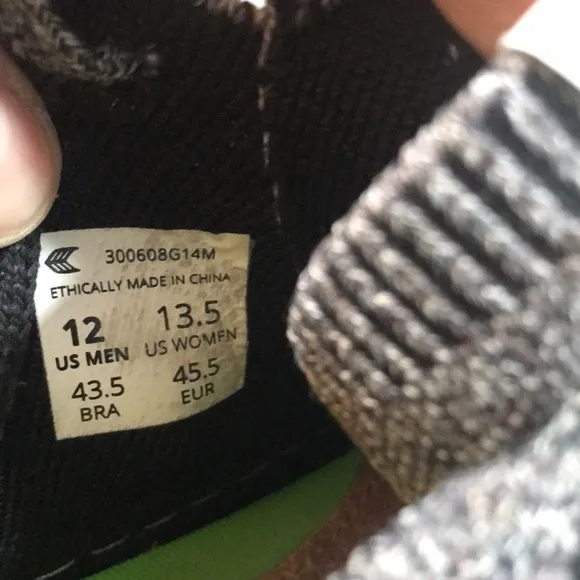 300608G14M
ETHICALLY MADE IN CHINA
12 13.5
US MEN US WOMEN
43.5 45.5
BRA EUR